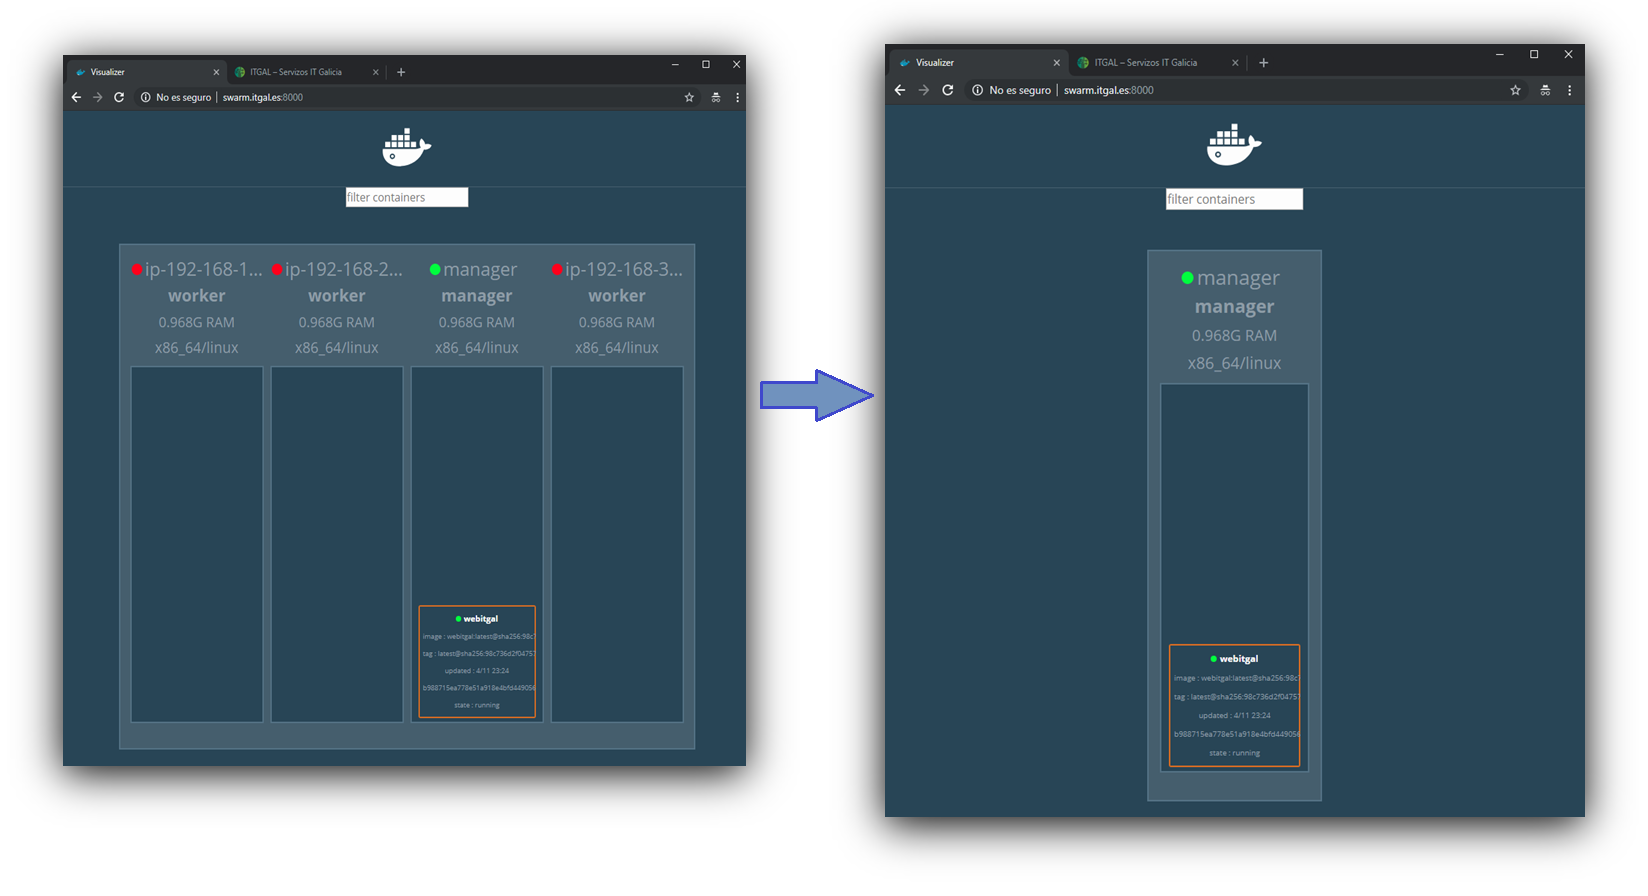 Visualizer
ITGAL – Servizos IT Galicia
No es seguro | swarm.itgal.es:8000
filter containers
ip-192-168-1...
worker
0.968G RAM
x86_64/linux
ip-192-168-2...
worker
0.968G RAM
x86_64/linux
manager
manager
0.968G RAM
x86_64/linux
webitgal
image : webitgal:latest@sha256:98c7
tag : latest@sha256:98c736d2f04757
updated : 4/11 23:24
b988715ea778e51a918e4bfd449056
state : running
ip-192-168-3...
worker
0.968G RAM
x86_64/linux
Visualizer
ITGAL – Servizos IT Galicia
No es seguro | swarm.itgal.es:8000
filter containers
manager
manager
0.968G RAM
x86_64/linux
webitgal
image : webitgal:latest@sha256:98c7
tag : latest@sha256:98c736d2f04757
updated : 4/11 23:24
b988715ea778e51a918e4bfd449056
state : running